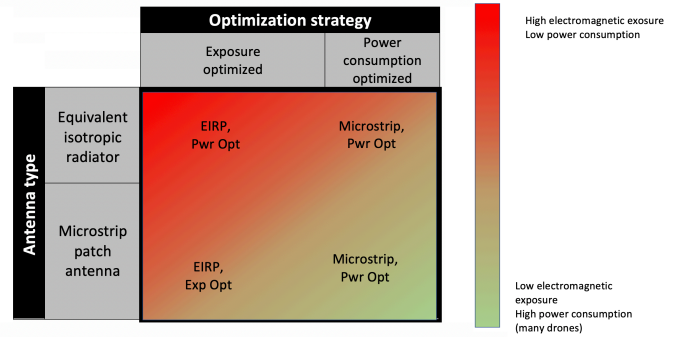 Optimization strategy
Exposure
optimized
Power
consumption
optimized
High electromagnetic exosure
Low power consumption
Antenna type
Equivalent
isotropic
radiator
EIRP,
Pwr Opt
Microstrip,
Pwr Opt
Microstrip
patch
antenna
EIRP,
Exp Opt
Microstrip,
Pwr Opt
Low electromagnetic
exposure
High power consumption
(many drones)